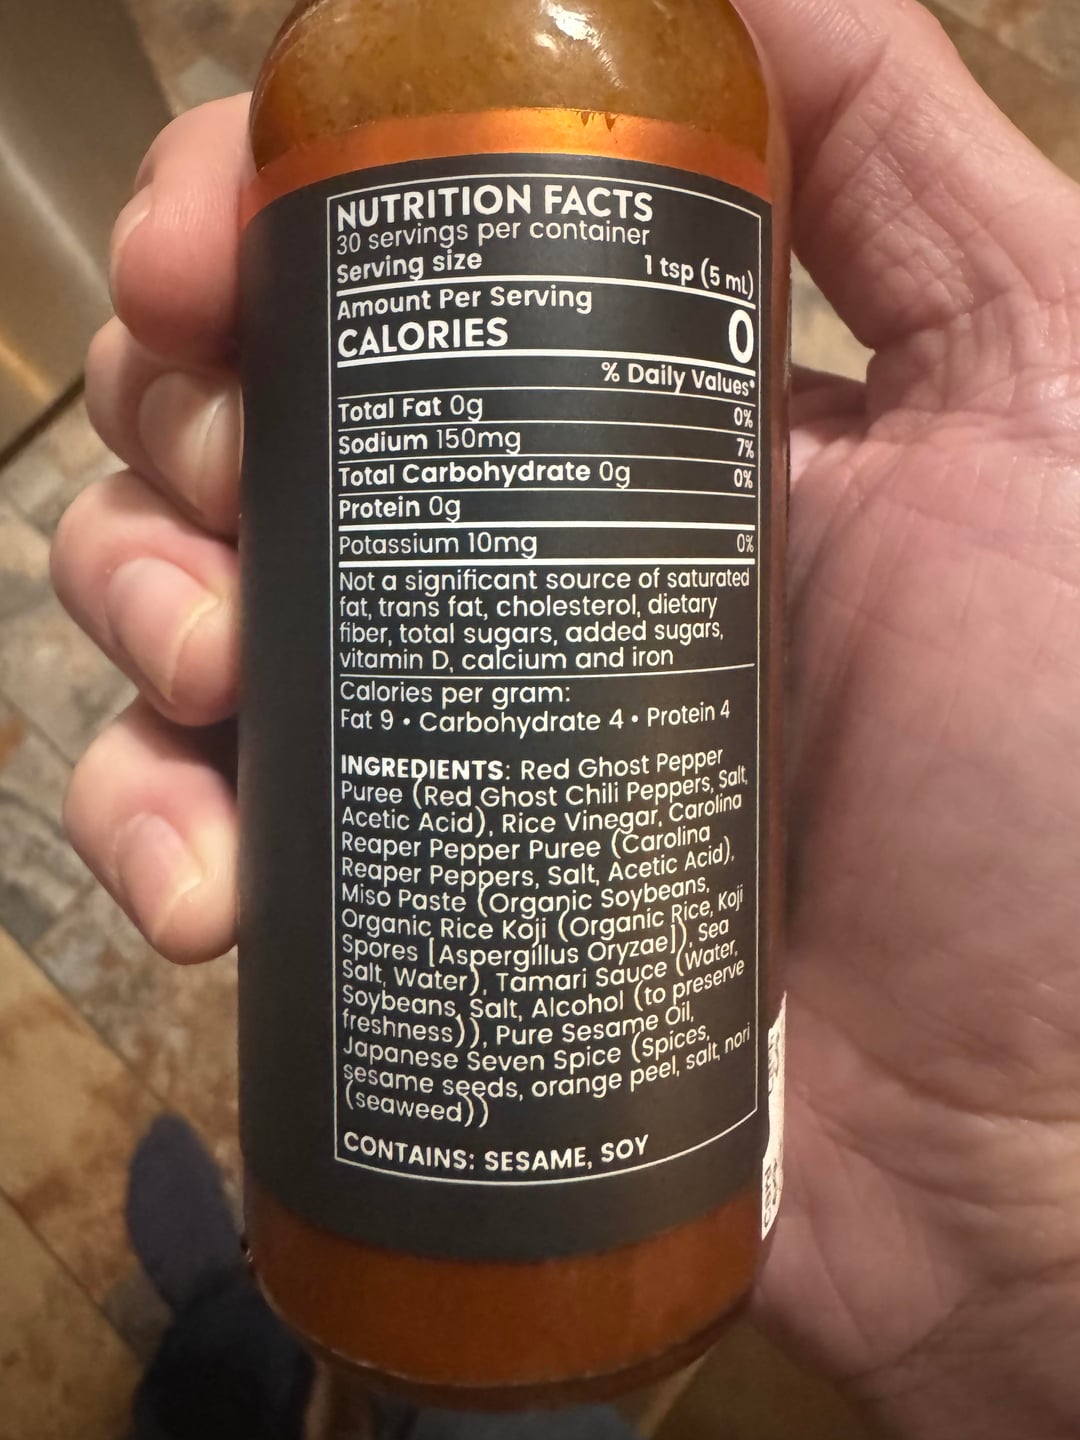 NUTRITION FACTS
30 servings per container
Serving size 1 tsp (5 mL)
Amount Per Serving
CALORIES 0
% Daily Values*
Total Fat 0g 0%
Sodium 150mg 7%
Total Carbohydrate 0g 0%
Protein 0g
Potassium 10mg 0%
Not a significant source of saturated
fat, trans fat, cholesterol, dietary
fiber, total sugars, added sugars,
vitamin D, calcium and iron
Calories per gram:
Fat 9 • Carbohydrate 4 • Protein 4
INGREDIENTS: Red Ghost Pepper
Puree (Red Ghost Chili Peppers, Salt,
Acetic Acid), Rice Vinegar, Carolina
Reaper Pepper Puree (Carolina
Reaper Peppers, Salt, Acetic Acid),
Miso Paste (Organic Soybeans,
Organic Rice Koji (Organic Rice, Koji
Spores [Aspergillus Oryzae]), Sea
Salt, Water), Tamari Sauce (Water,
Soybeans, Salt, Alcohol (to preserve
freshness)), Pure Sesame Oil,
Japanese Seven Spice (Spices,
sesame seeds, orange peel, salt, nori
(seaweed))
CONTAINS: SESAME, SOY